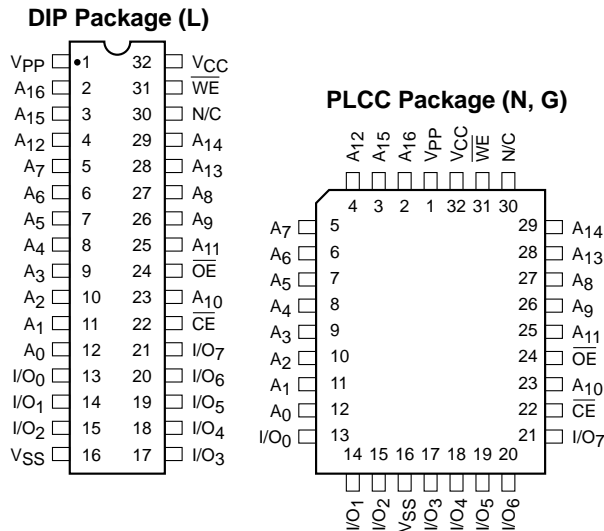 DIP Package (L)
VPP 1 32 VCC
A16 2 31 WE
A15 3 30 N/C
A12 4 29 A14
A7 5 28 A13
A6 6 27 A8
A5 7 26 A9
A4 8 25 A11
A3 9 24 OE
A2 10 23 A10
A1 11 22 CE
A0 12 21 I/O7
I/O0 13 20 I/O6
I/O1 14 19 I/O5
I/O2 15 18 I/O4
VSS 16 17 I/O3
PLCC Package (N, G)
A12 A15 A16 VPP VCC WE N/C
4 3 2 1 32 31 30
A7 5 29 A14
A6 6 28 A13
A5 7 27 A8
A4 8 26 A9
A3 9 25 A11
A2 10 24 OE
A1 11 23 A10
A0 12 22 CE
I/O0 13 21 I/O7
14 15 16 17 18 19 20
I/O1 I/O2 VSS I/O3 I/O4 I/O5 I/O6